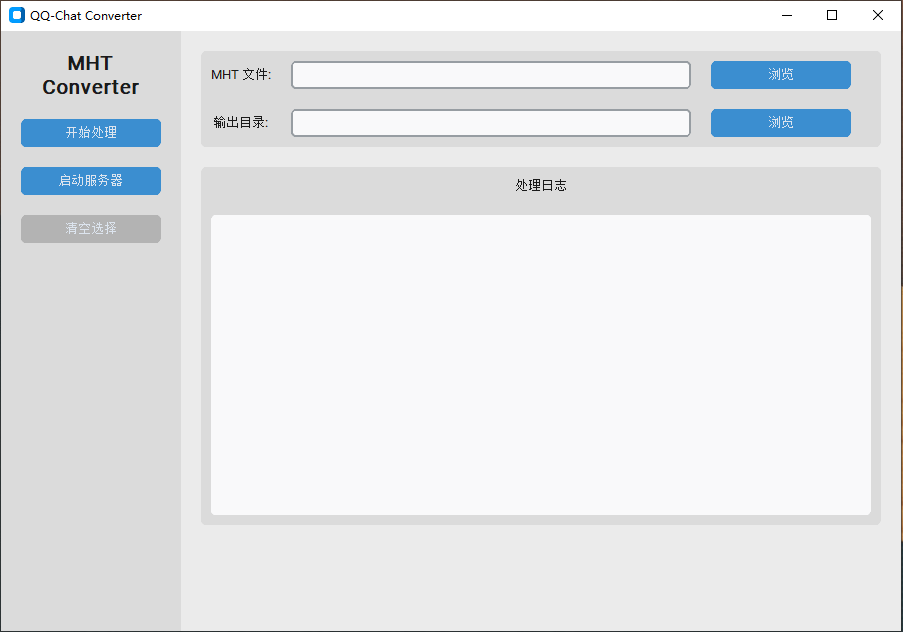 QQ-Chat Converter
MHT
Converter
开始处理
启动服务器
清空选择
MHT 文件:
浏览
输出目录:
浏览
处理日志